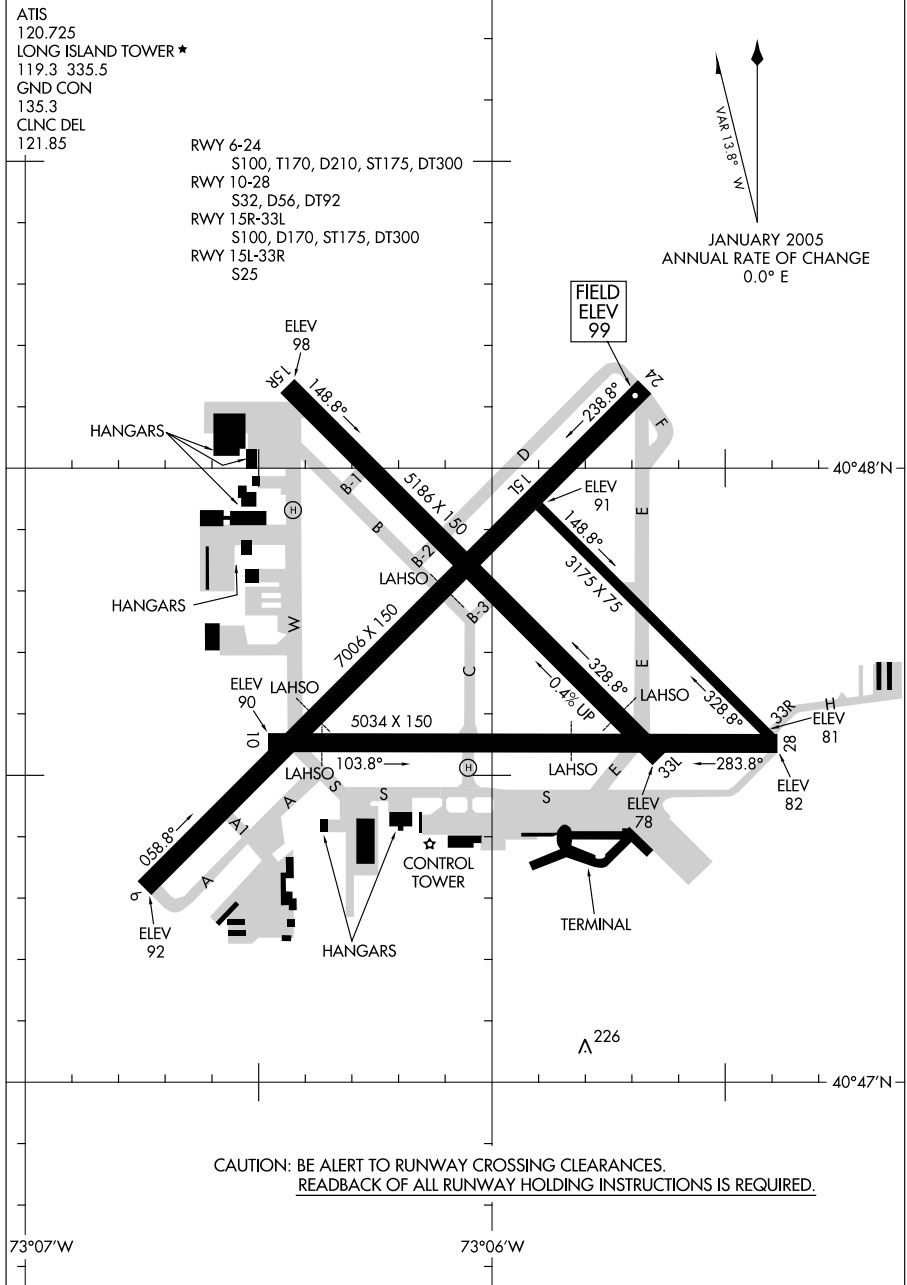 ATIS
120.725
LONG ISLAND TOWER ★
119.3 335.5
GND CON
135.3
CLNC DEL
121.85
RWY 6-24
S100, T170, D210, ST175, DT300
RWY 10-28
S32, D56, DT92
RWY 15R-33L
S100, D170, ST175, DT300
RWY 15L-33R
S25
VAR 13.8° W
JANUARY 2005
ANNUAL RATE OF CHANGE
0.0° E
FIELD
ELEV
99
ELEV
98
15R
148.8°
24
238.8°
F
HANGARS
D
40°48'N
B-1
5186 X 150
15L
ELEV
91
H
B
E
148.8°
B-2
3175 X 75
LAHSO
HANGARS
B-3
7006 X 150
W
C
328.8°
E
0.4% UP
LAHSO
328.8°
33R
H
ELEV
90
LAHSO
5034 X 150
ELEV
81
10
28
LAHSO
103.8°
H
LAHSO
E
33L
283.8°
ELEV
82
A
S
S
S
ELEV
78
A1
058.8°
A
6
CONTROL
TOWER
TERMINAL
ELEV
92
HANGARS
226
40°47'N
CAUTION: BE ALERT TO RUNWAY CROSSING CLEARANCES.
READBACK OF ALL RUNWAY HOLDING INSTRUCTIONS IS REQUIRED.
73°07'W
73°06'W